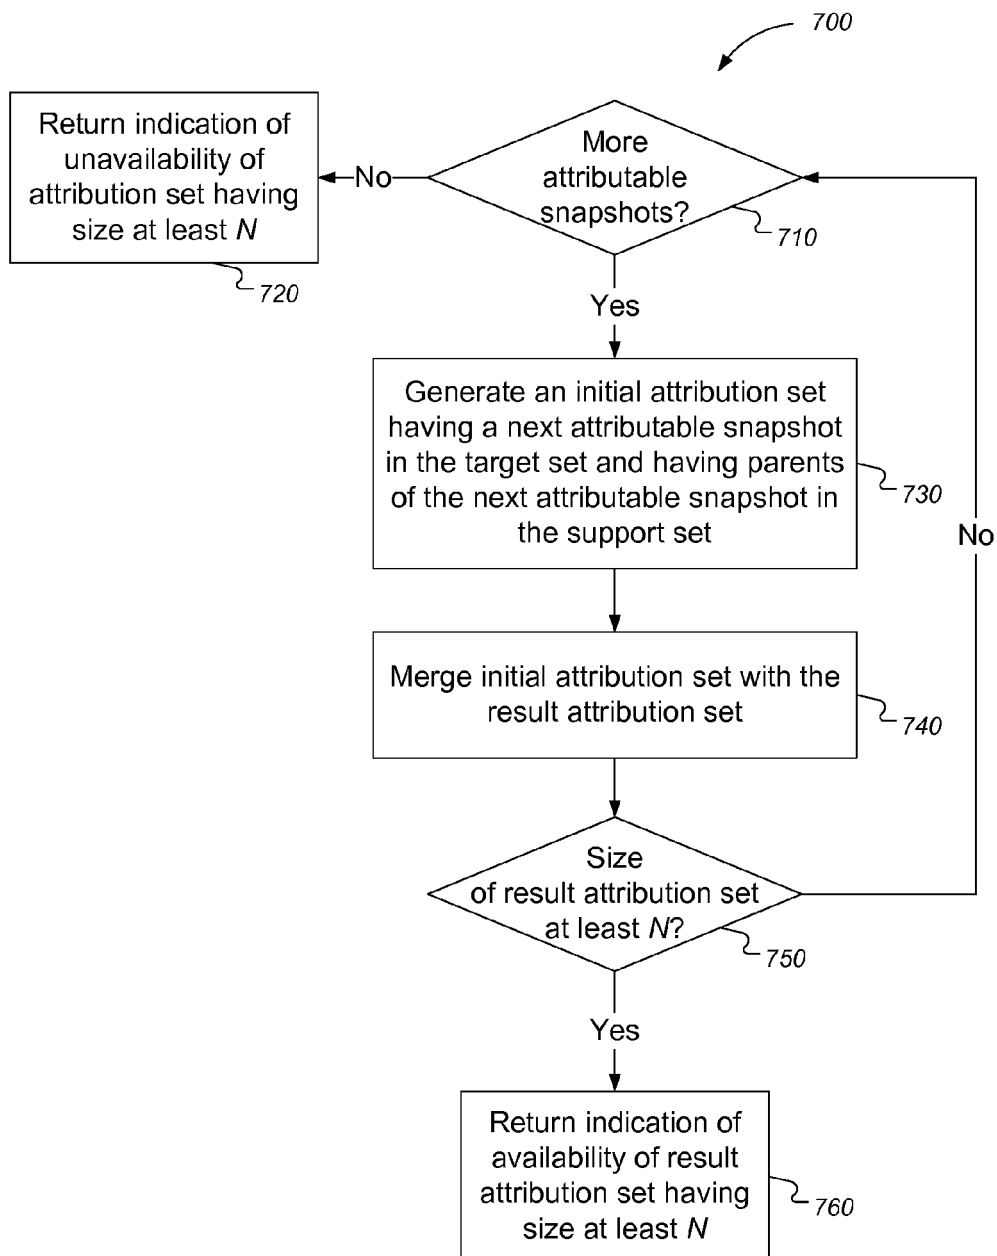 700
Return indication of
unavailability of
attribution set having
size at least N
720
No
More
attributable
snapshots?
710
Yes
Generate an initial attribution set
having a next attributable snapshot
in the target set and having parents
of the next attributable snapshot in
the support set
730
No
Merge initial attribution set with the
result attribution set
740
Size
of result attribution set
at least N?
750
Yes
Return indication of
availability of result
attribution set having
size at least N
760